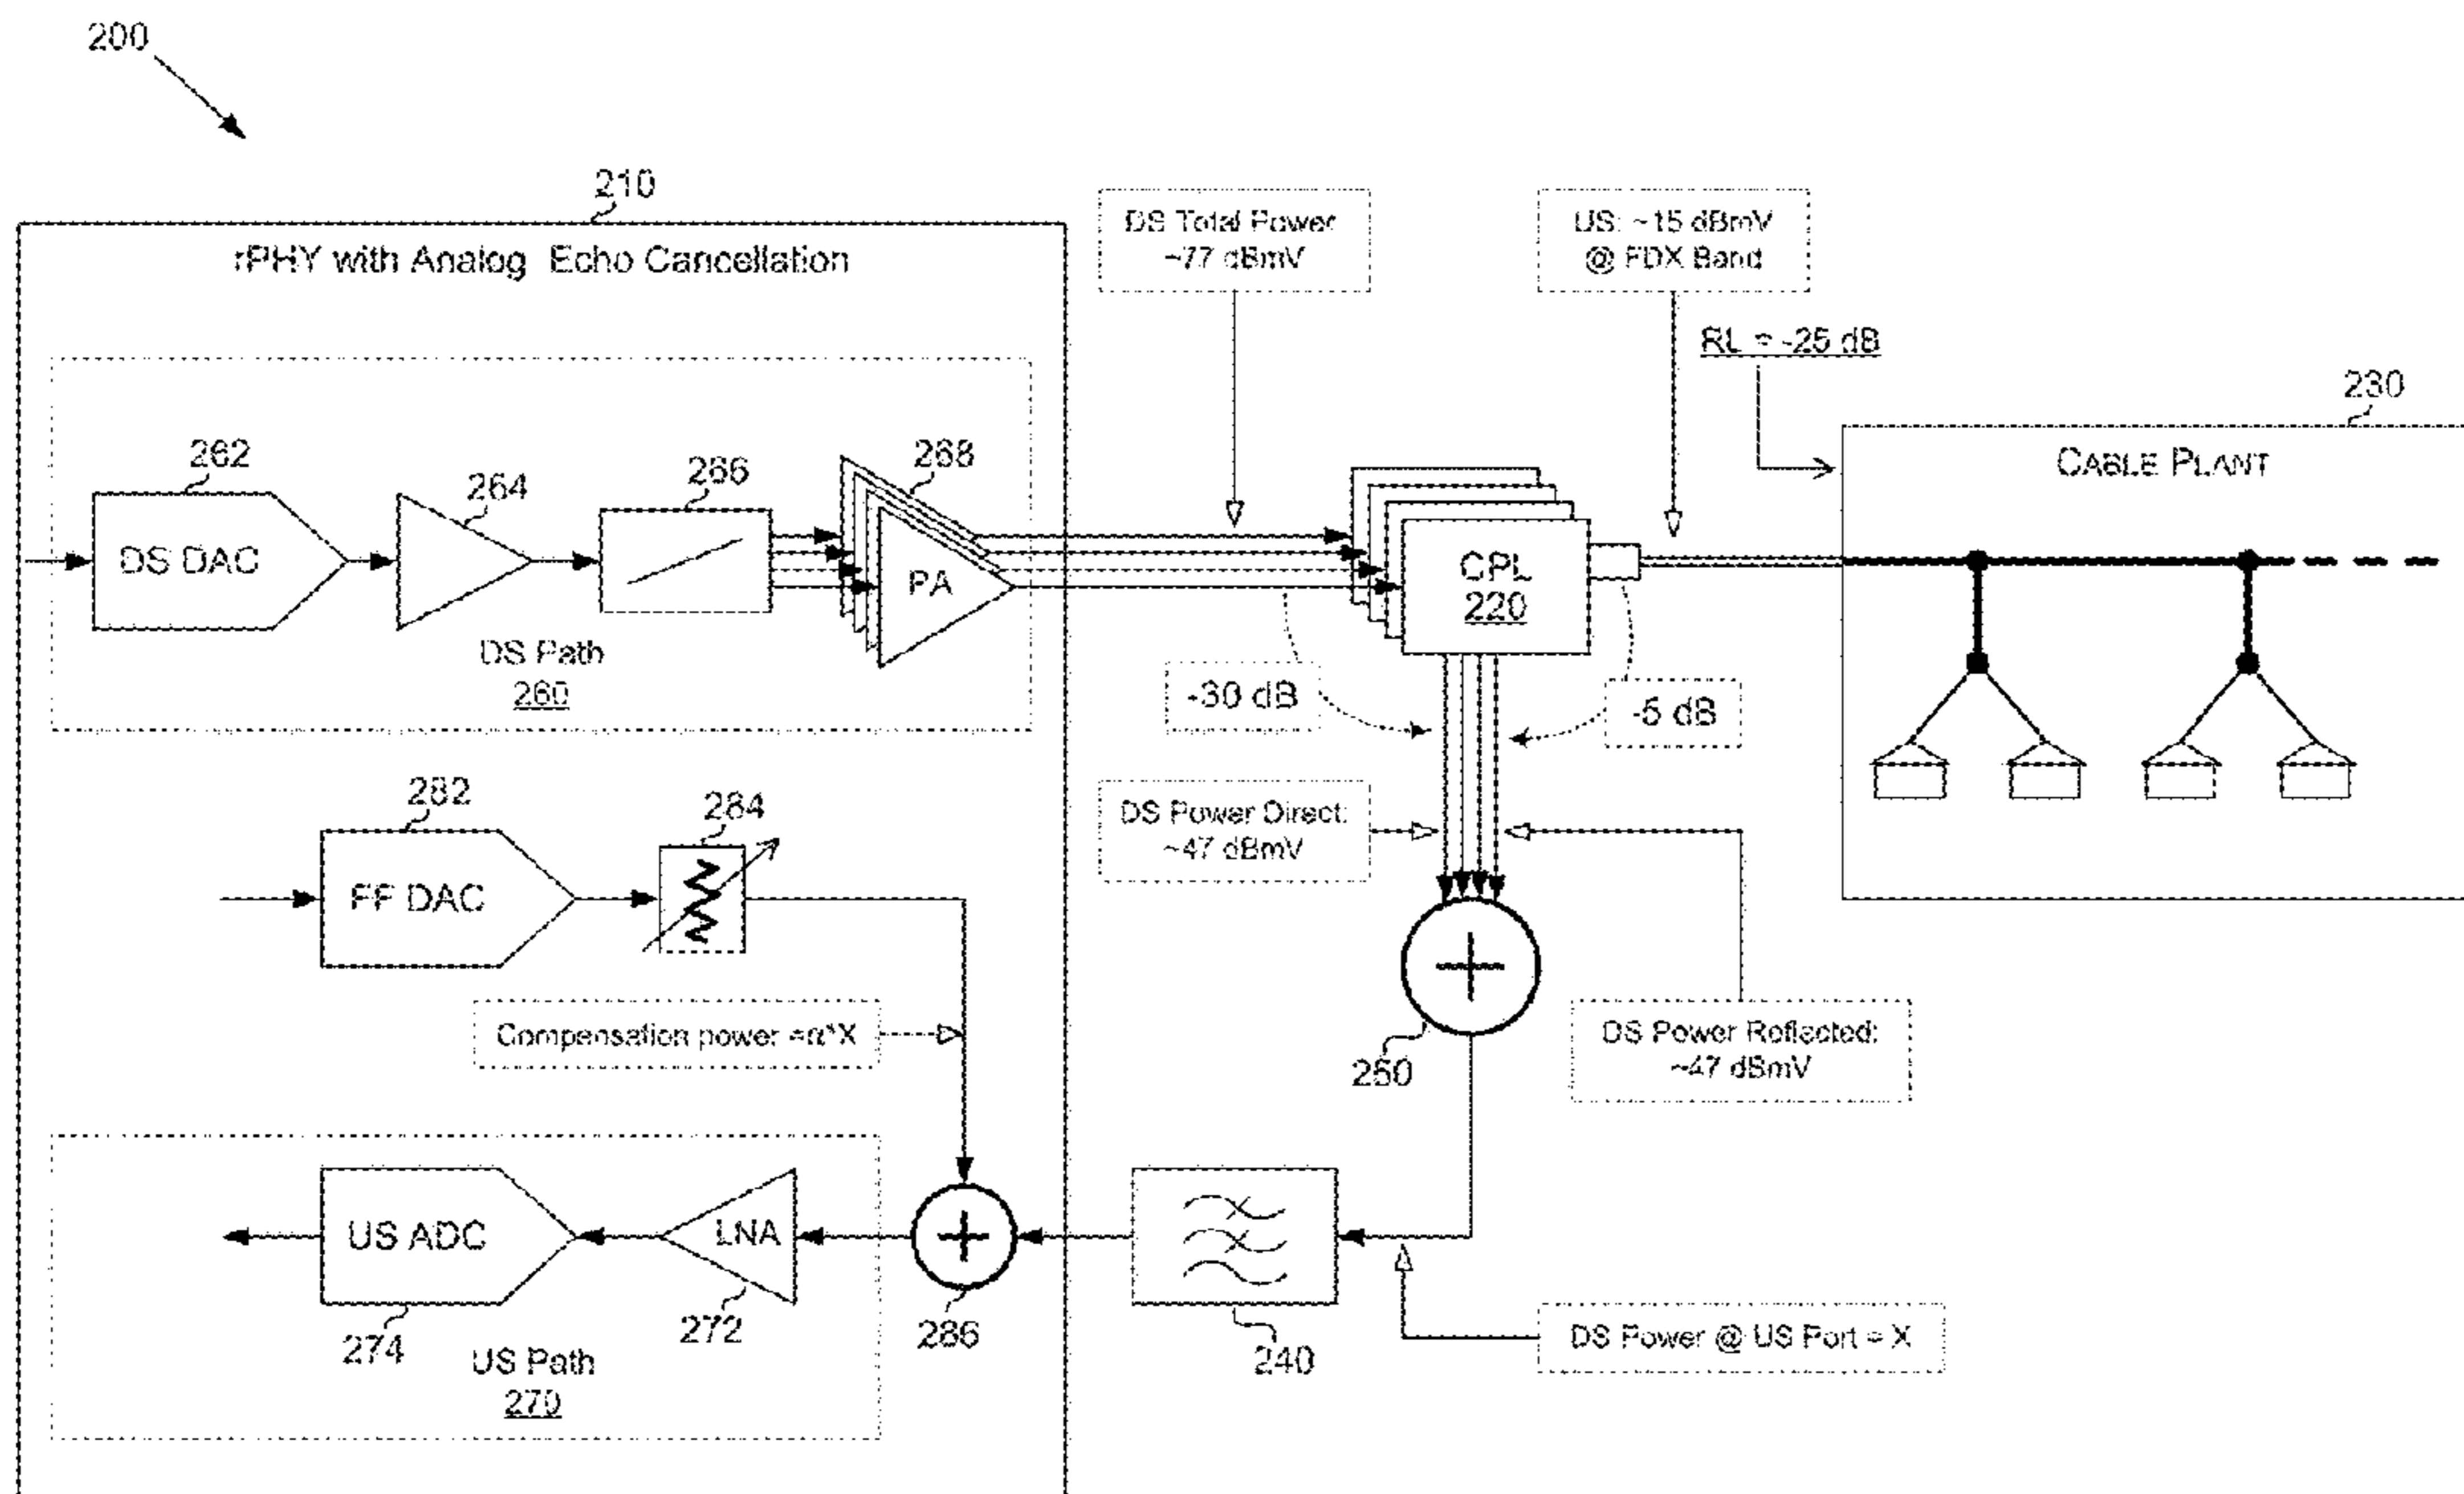 200
210
rPHY with Analog Echo Cancellation
DS Total Power
~77 dBmV
US: ~15 dBmV
@ FDX Band
RL = -25 dB
230
CABLE PLANT
262
264
266
268
DS DAC
PA
CPL
220
DS Path
260
-30 dB
-5 dB
282
284
DS Power Direct:
~47 dBmV
FF DAC
Compensation power =α*X
250
DS Power Reflected:
~47 dBmV
US ADC
LNA
274
272
286
240
US Path
270
DS Power @ US Port = X